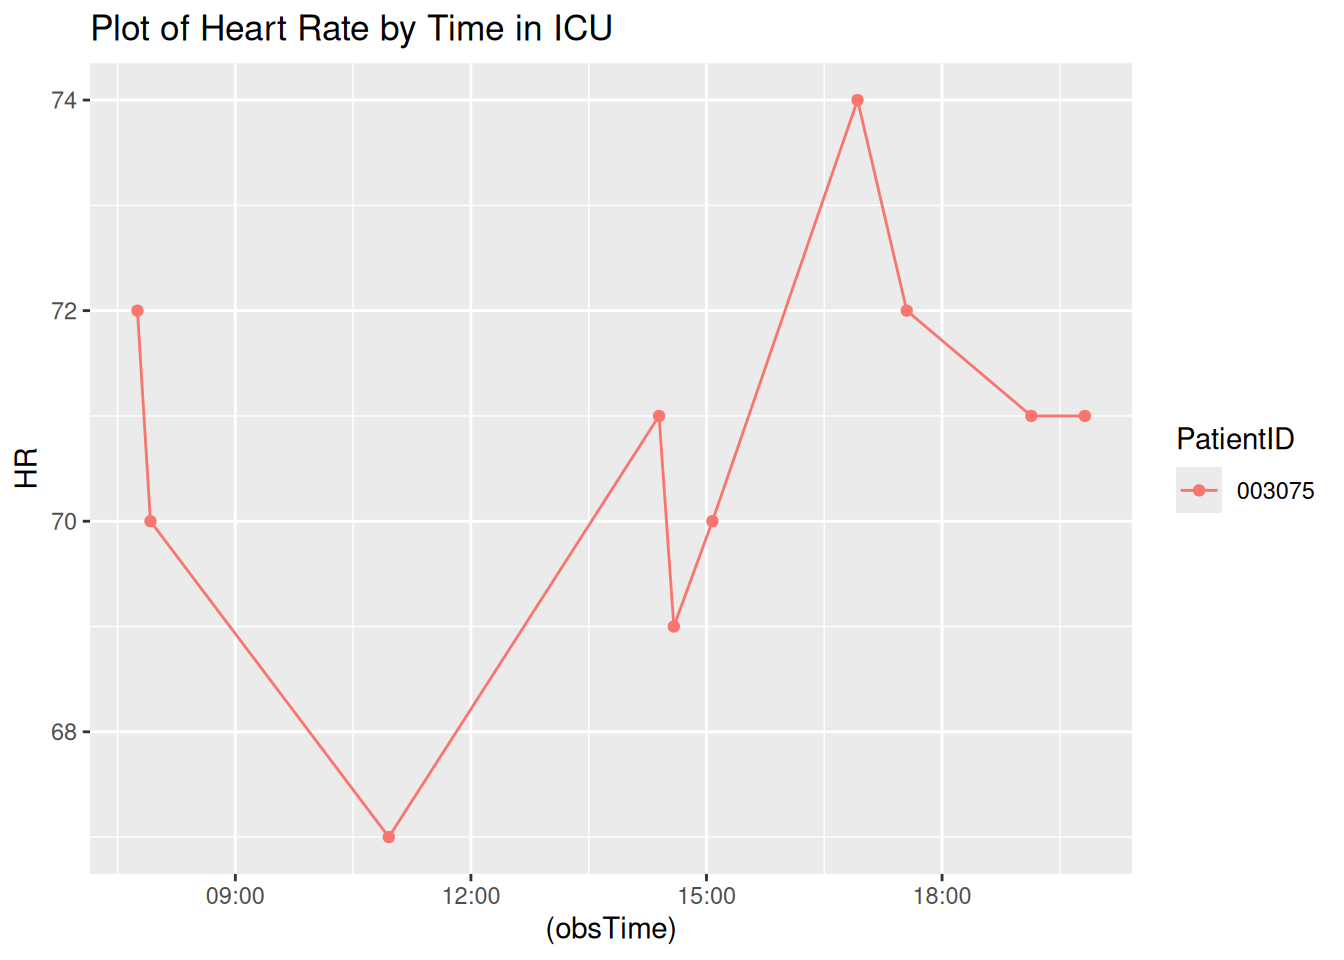 Plot of Heart Rate by Time in ICU
74
72
70
68
HR
09:00 12:00 15:00 18:00
(obsTime)
PatientID
003075